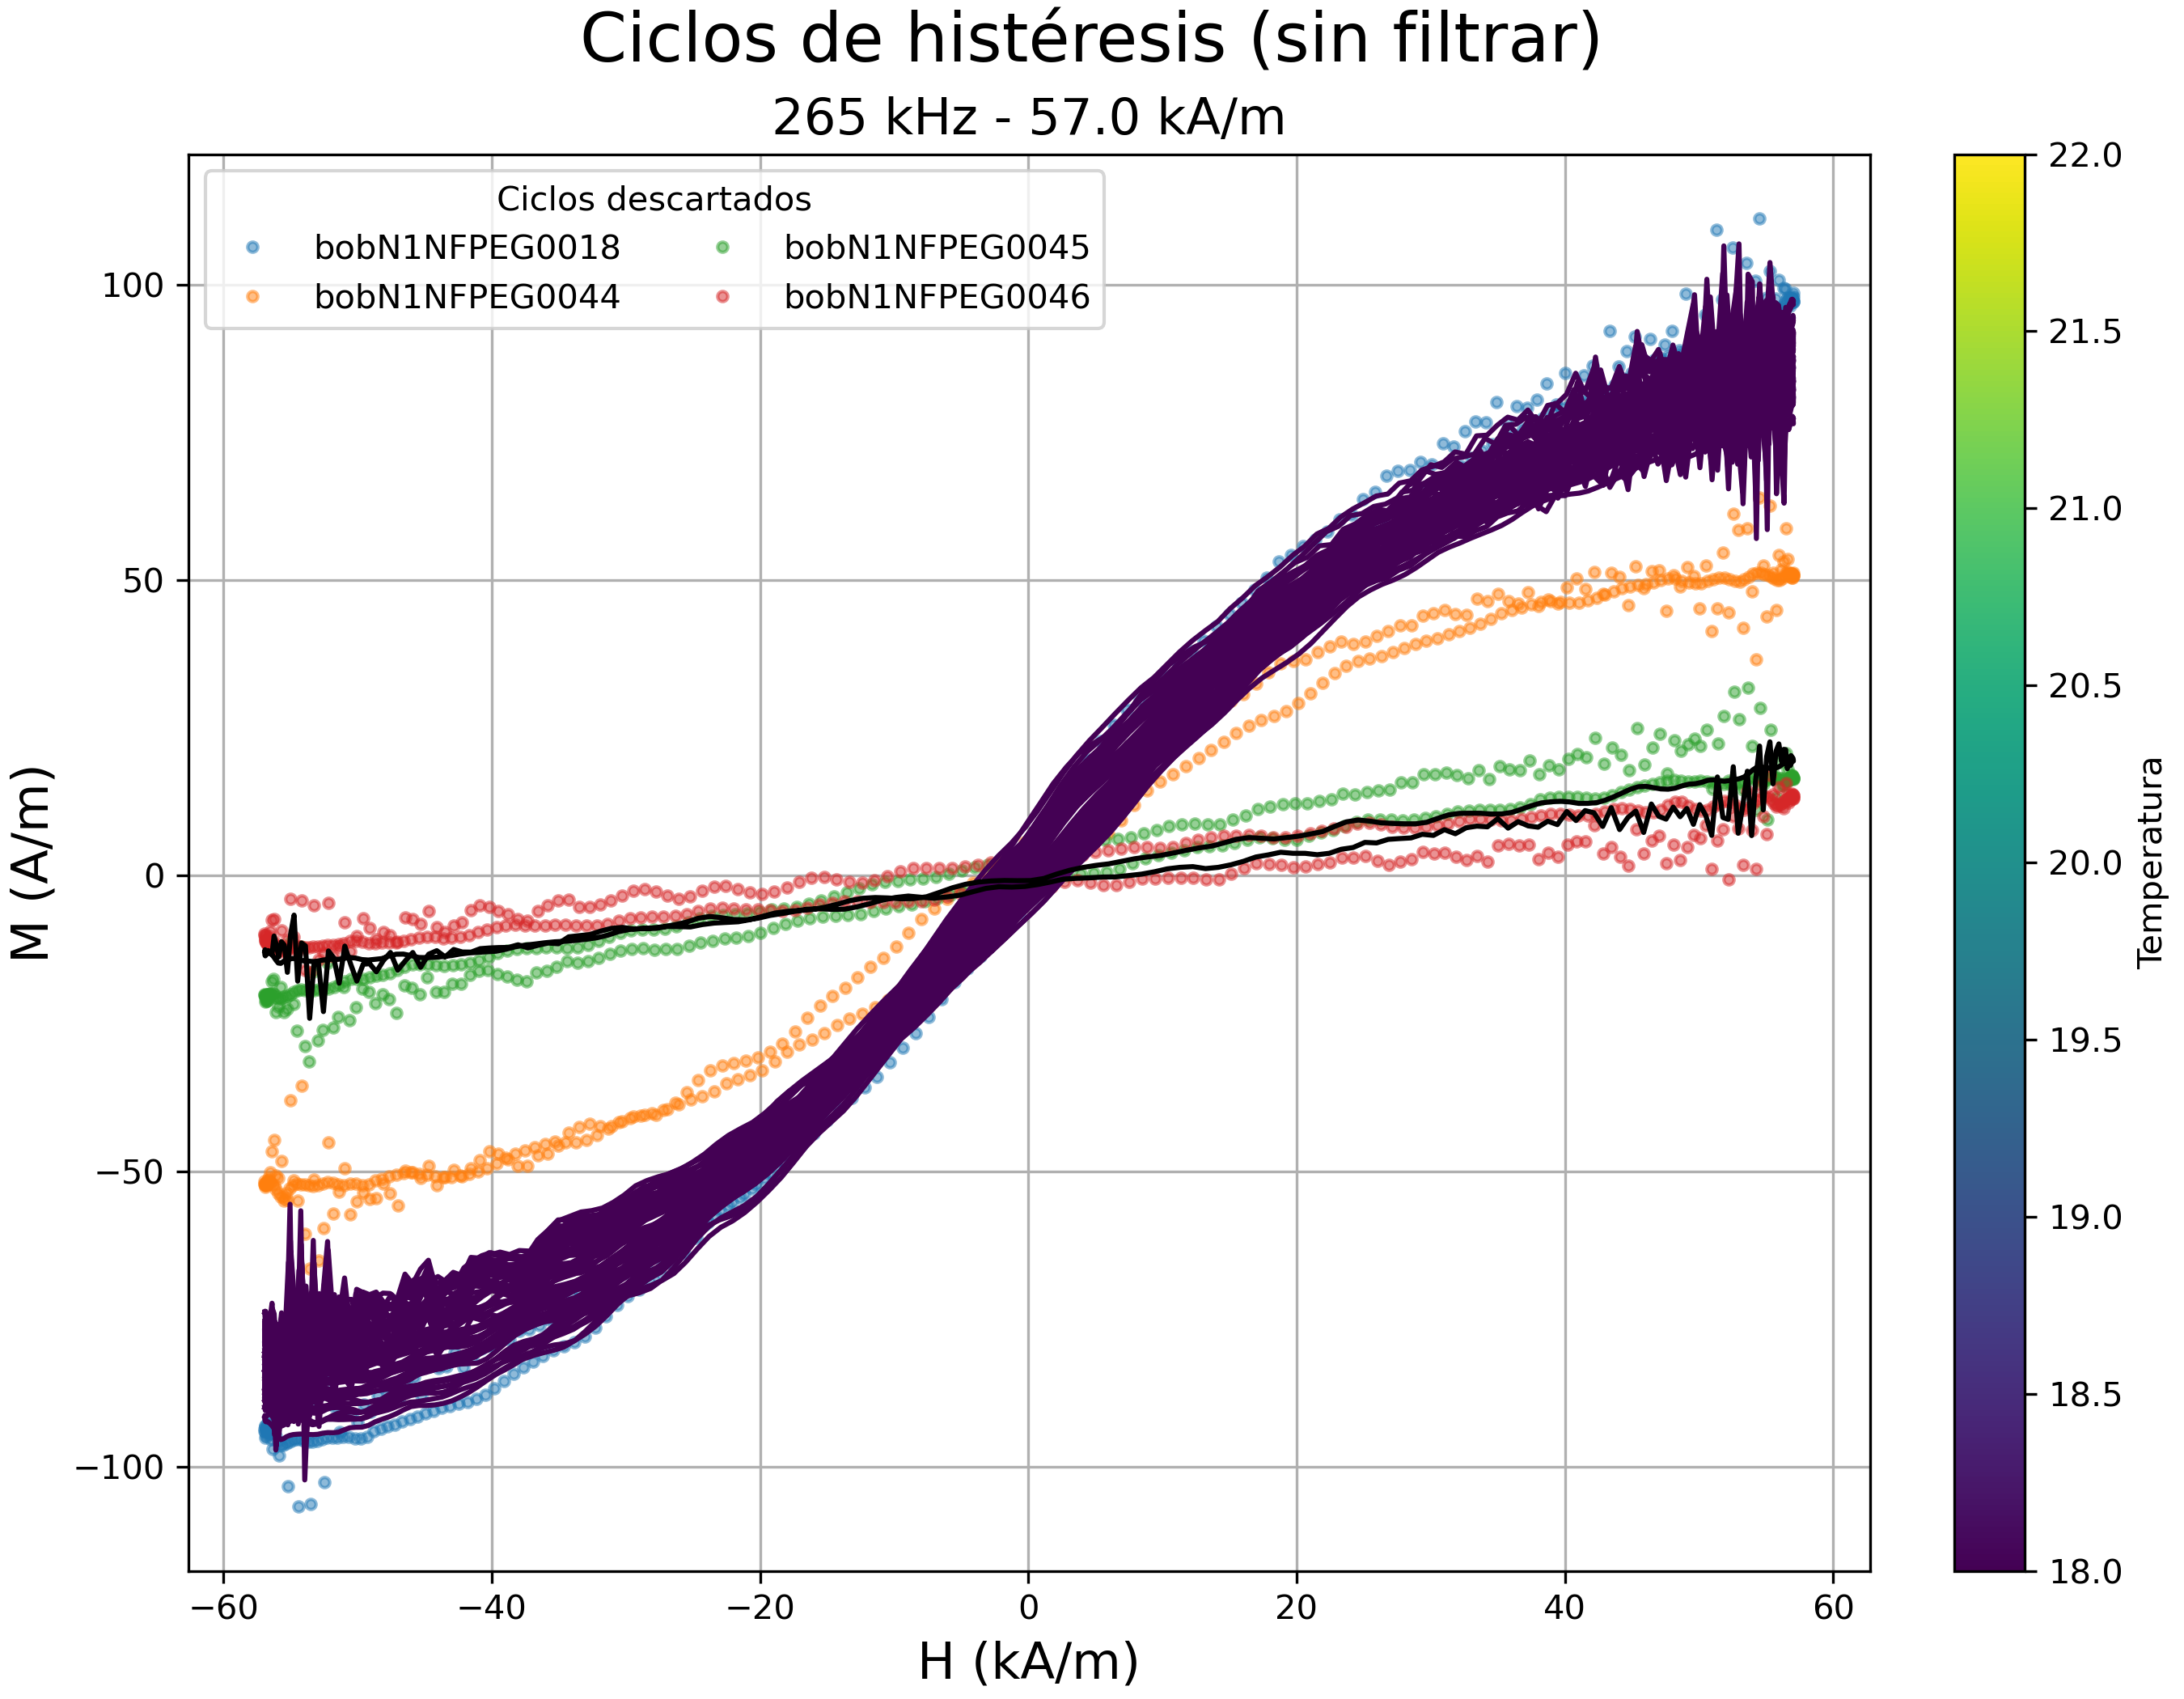 Ciclos de histéresis (sin filtrar)
265 kHz - 57.0 kA/m
Ciclos descartados
bobN1NFPEG0018
bobN1NFPEG0045
bobN1NFPEG0044
bobN1NFPEG0046
100
50
0
−50
−100
M (A/m)
−60
−40
−20
0
20
40
60
H (kA/m)
22.0
21.5
21.0
20.5
20.0
19.5
19.0
18.5
18.0
Temperatura